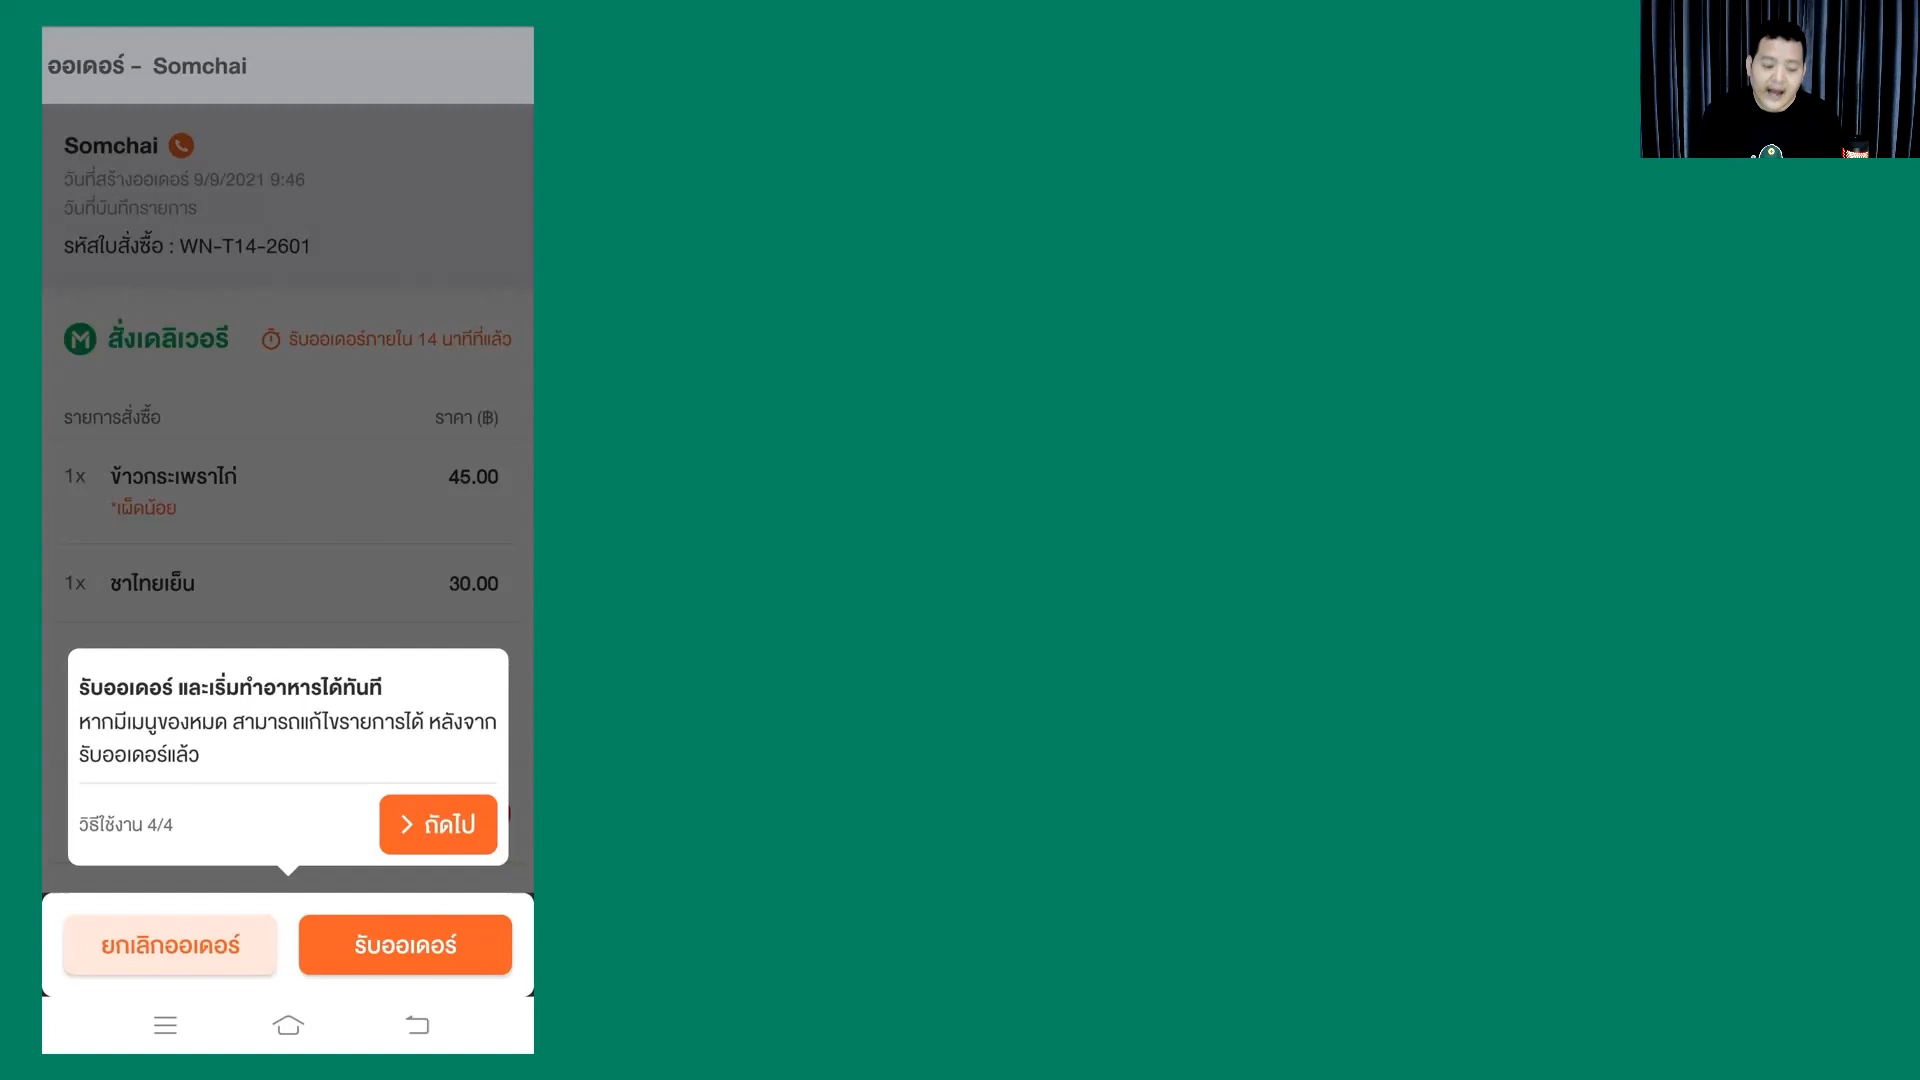 ออเดอร์ - Somchai
Somchai
วันที่สร้างออเดอร์ 9/9/2021 9:46
วันที่บันทึกรายการ
รหัสใบสั่งซื้อ : WN-T14-2601
สั่งเดลิเวอรี
รับออเดอร์ภายใน 14 นาทีที่แล้ว
รายการสั่งซื้อ ราคา (฿)
1x ข้าวกระเพราไก่ 45.00
*เผ็ดน้อย
1x ชาไทยเย็น 30.00
รับออเดอร์ และเริ่มทำอาหารได้ทันที
หากมีเมนูของหมด สามารถแก้ไขรายการได้ หลังจาก
รับออเดอร์แล้ว
วิธีใช้งาน 4/4
ถัดไป
ยกเลิกออเดอร์
รับออเดอร์